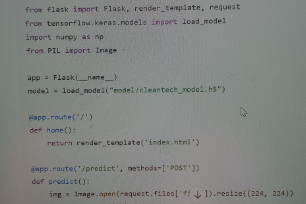 from flask import Flask, render_template, request
from tensorflow.keras.models import load_model
import numpy as np
from PIL import Image
app = Flask(__name__)
model = load_model("model/cleantech_model.h5")
@app.route('/')
def home():
return render_template('index.html')
@app.route('/predict', methods=['POST'])
def predict():
img = Image.open(request.files['fi ↓ ]).resize((224, 224))